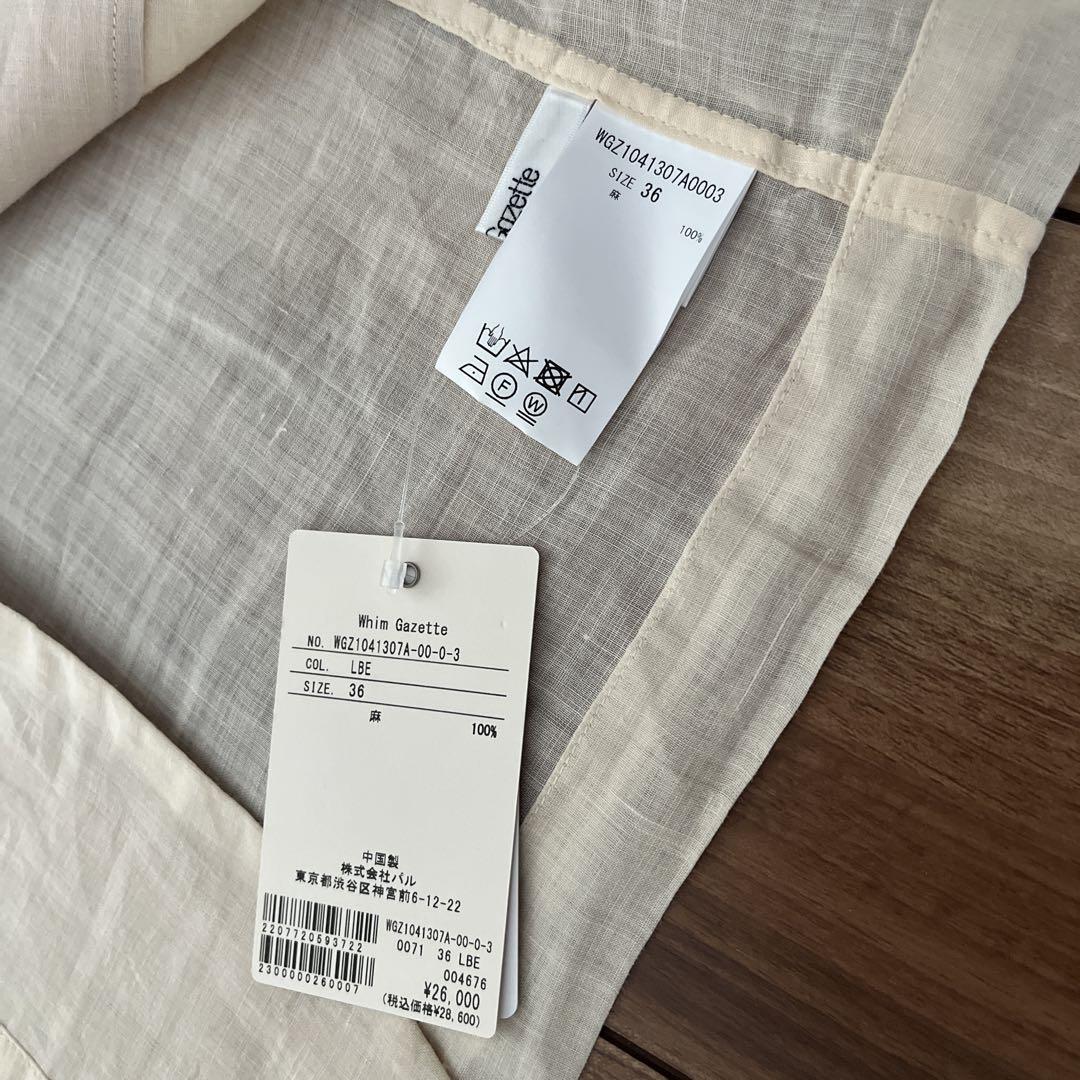 Gazette
WGZ1041307A0003
SIZE 36
麻
100%
F
W
Whim Gazette
NO. WGZ1041307A-00-0-3
COL. LBE
SIZE. 36
麻 100%
中国製
株式会社パル
東京都渋谷区神宮前6-12-22
2207720593722
2300000260007
WGZ1041307A-00-0-3
0071 36 LBE
004676
¥26,000
(税込価格¥28,600)